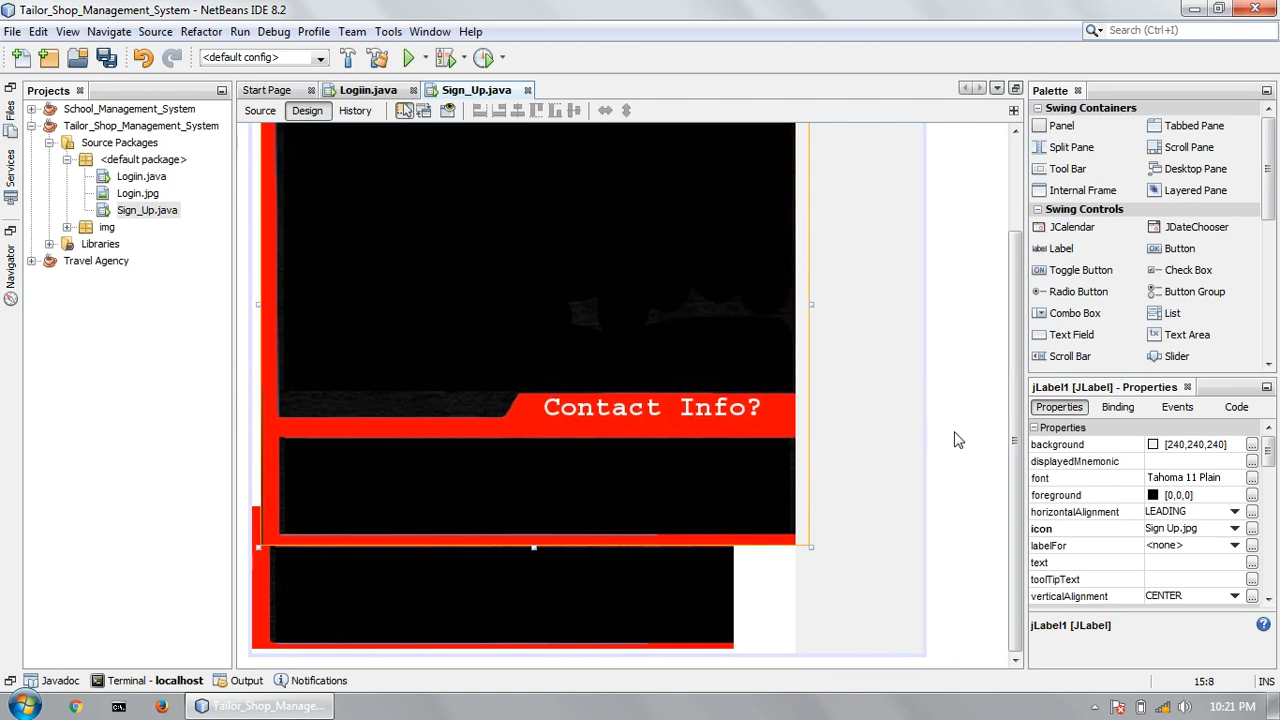 Tailor_Shop_Management_System - NetBeans IDE 8.2
File Edit View Navigate Source Refactor Run Debug Profile Team Tools Window Help
Search (Ctrl+I)
<default config>
Projects
Start Page Logiin.java Sign_Up.java
Palette
Source Design History
Files
Services
Navigator
School_Management_System
Tailor_Shop_Management_System
Source Packages
<default package>
Logiin.java
Login.jpg
Sign_Up.java
img
Libraries
Travel Agency
Contact Info?
Swing Containers
Panel Tabbed Pane
Split Pane Scroll Pane
Tool Bar Desktop Pane
Internal Frame Layered Pane
Swing Controls
JCalendar JDateChooser
label Label OK Button
ON Toggle Button Check Box
Radio Button Button Group
Combo Box List
Text Field Text Area
Scroll Bar Slider
jLabel1 [JLabel] - Properties
Properties Binding Events Code
Properties
background [240,240,240] ...
displayedMnemonic ...
font Tahoma 11 Plain ...
foreground [0,0,0] ...
horizontalAlignment LEADING ...
icon Sign Up.jpg ...
labelFor <none> ...
text ...
toolTipText ...
verticalAlignment CENTER ...
jLabel1 [JLabel]
Javadoc Terminal - localhost Output Notifications
15:8 INS
Tailor_Shop_Manage... 10:21 PM